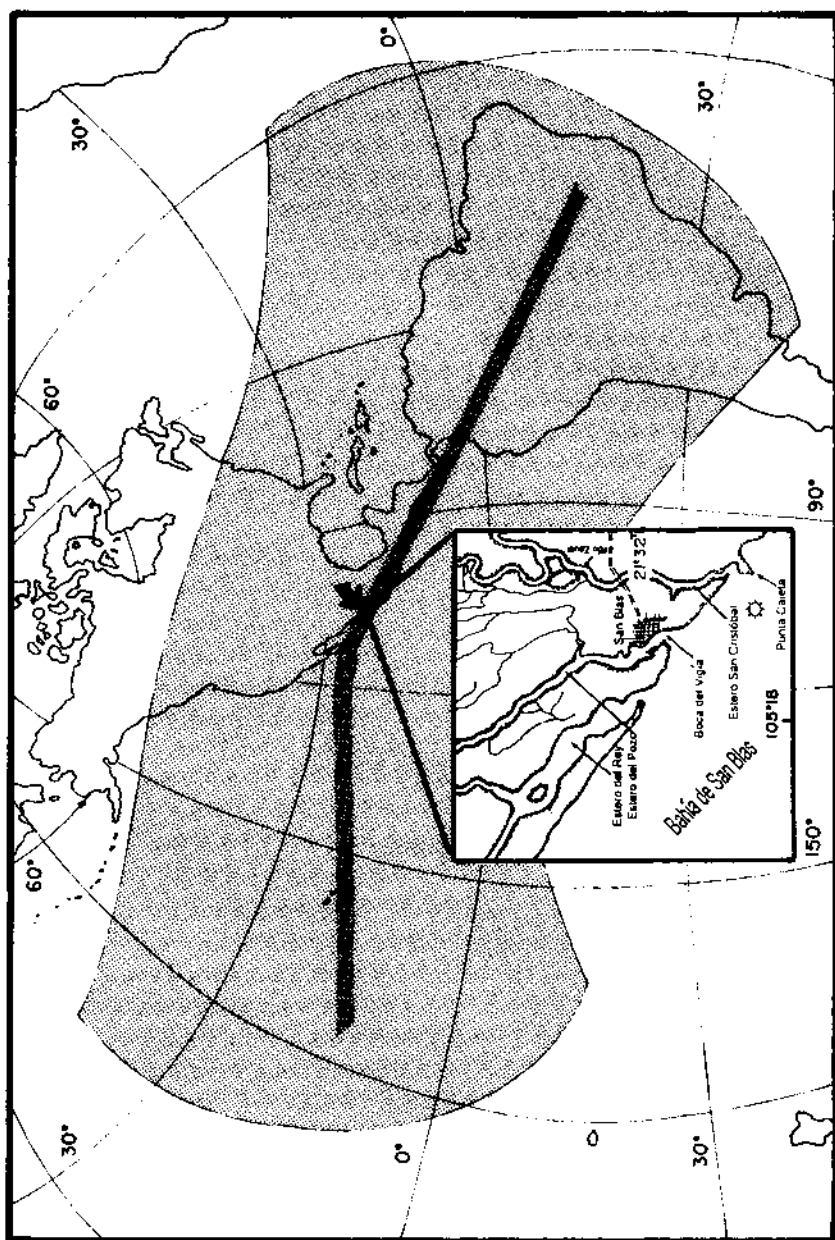 30°
0°
30°
60°
90°
150°
60°
30°
0°
0
30°
San Blas
21°32'
Estero del Rey
Estero del Pozo
Boca del Vigía
Estero San Cristóbal
Punta Caleta
105°18
Bahía de San Blas